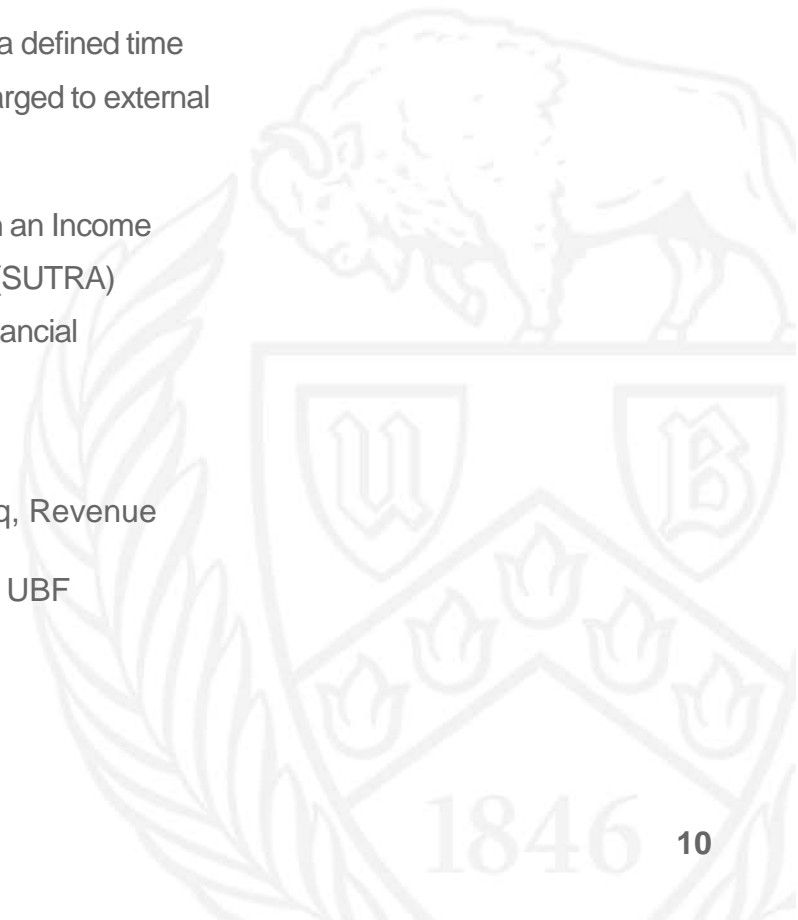 a defined time
arged to external
n an Income
(SUTRA)
ancial
q, Revenue
UBF
U B
1846
10